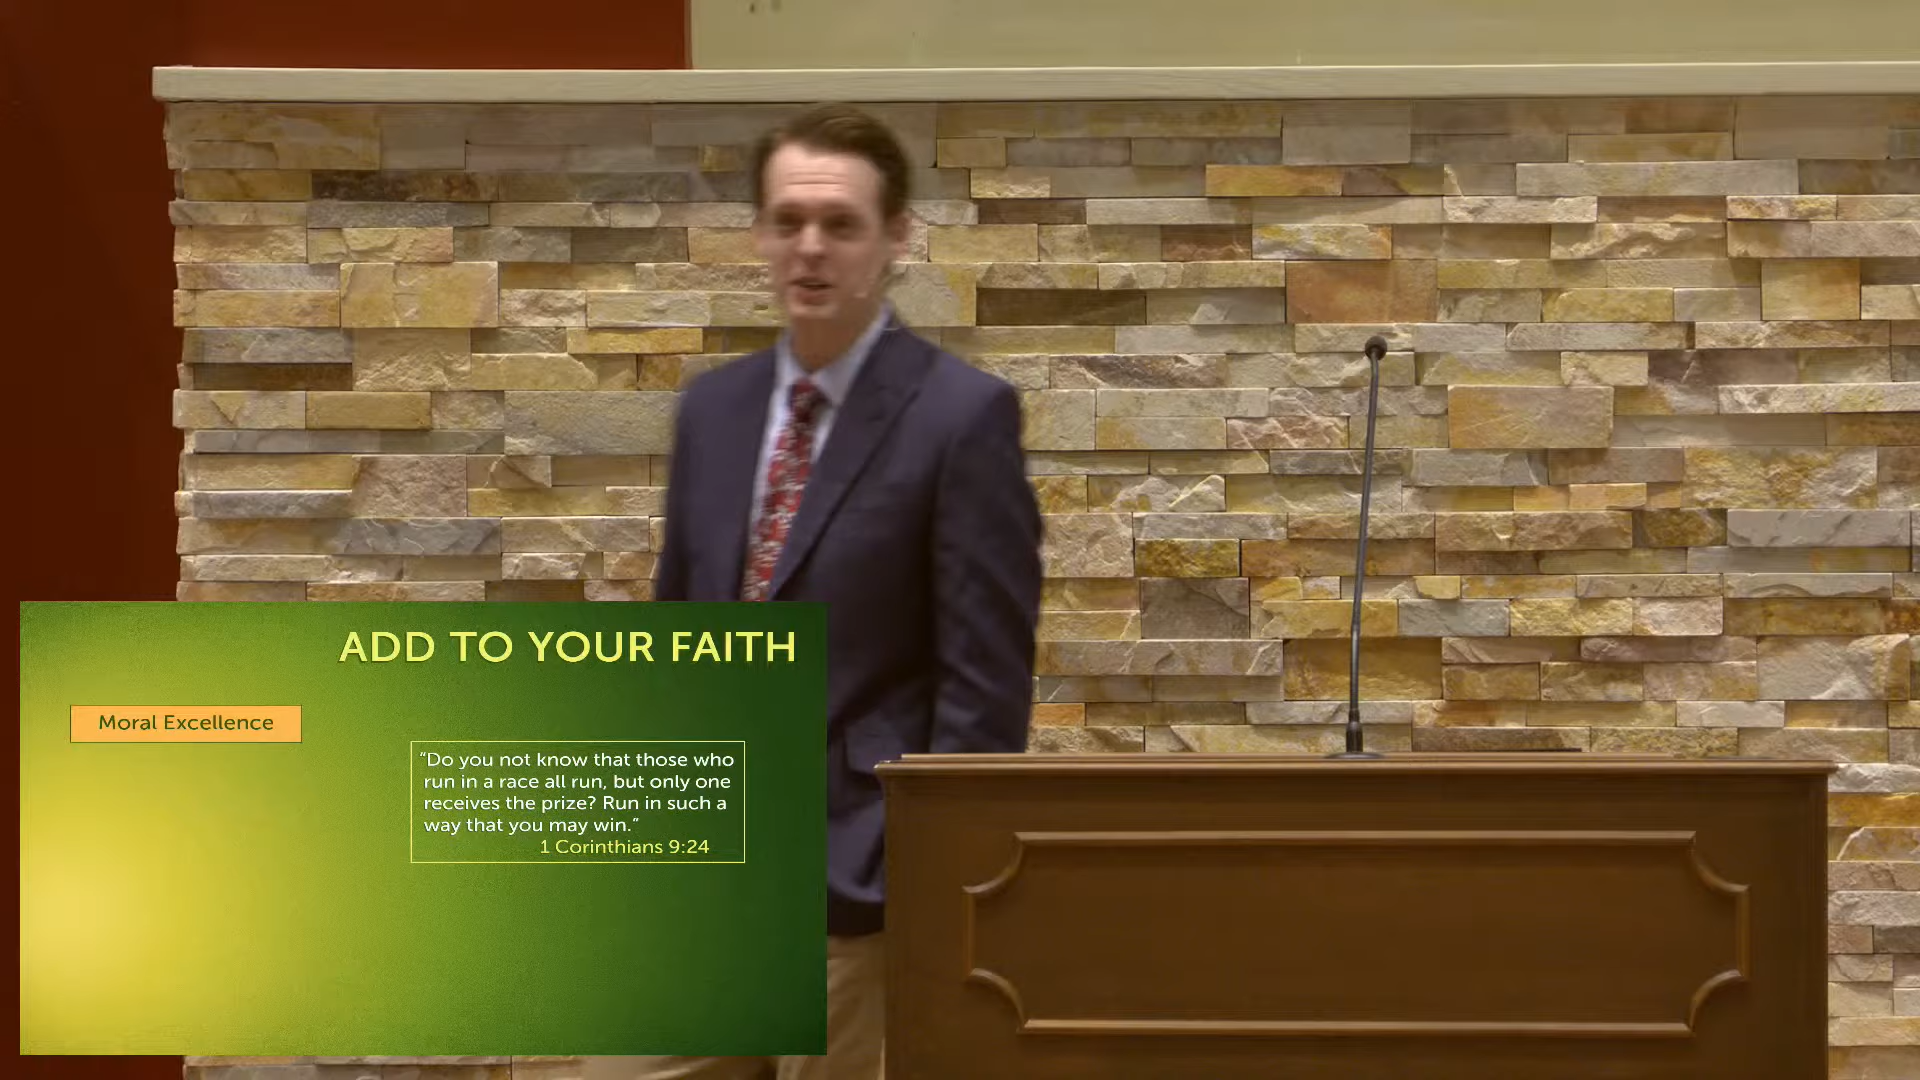 ADD TO YOUR FAITH
Moral Excellence
"Do you not know that those who
run in a race all run, but only one
receives the prize? Run in such a
way that you may win."
1 Corinthians 9:24